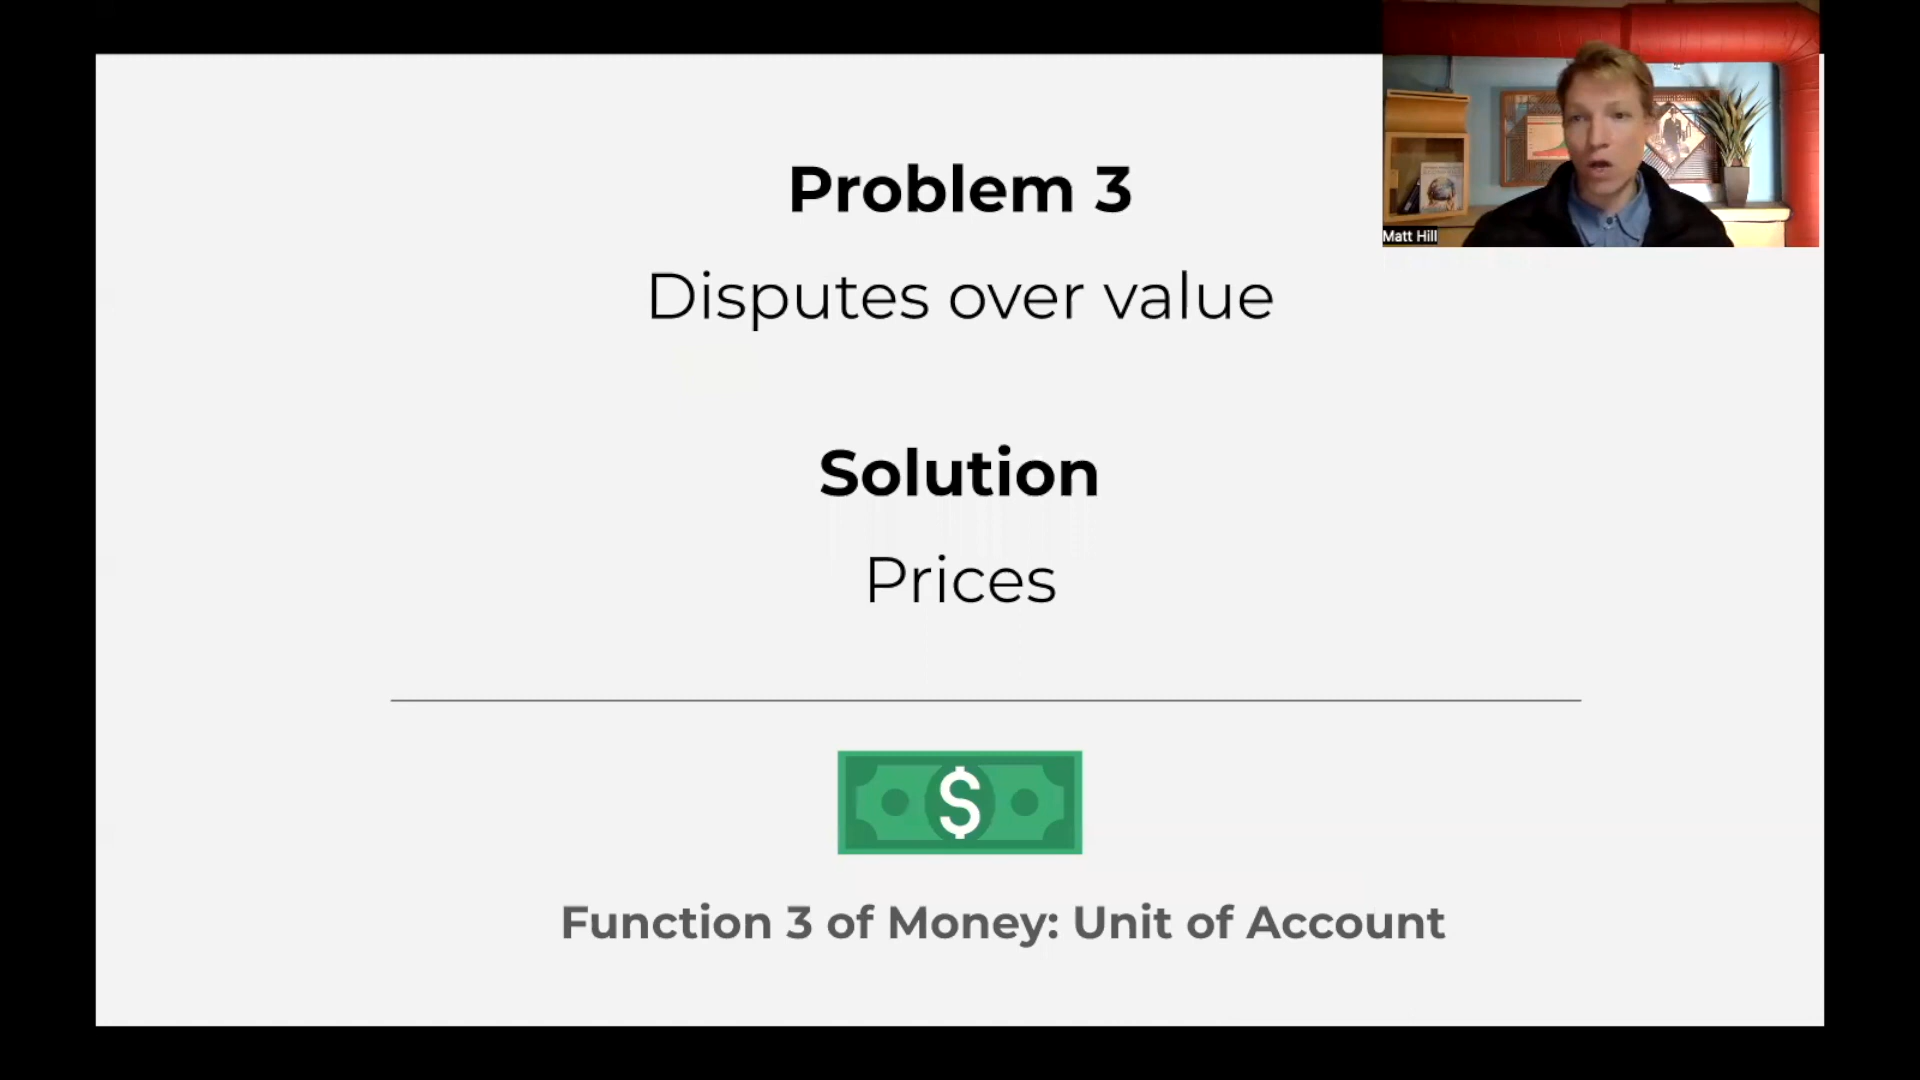 Problem 3
Disputes over value
Solution
Prices
$
Function 3 of Money: Unit of Account
Matt Hill